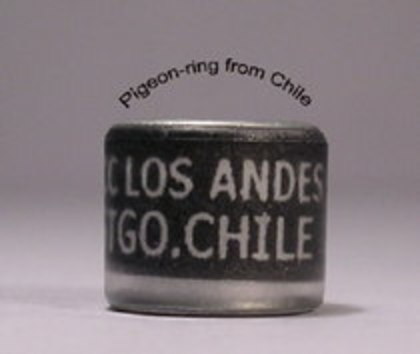 Pigeon-ring from Chile
C LOS ANDES
TGO.CHILE